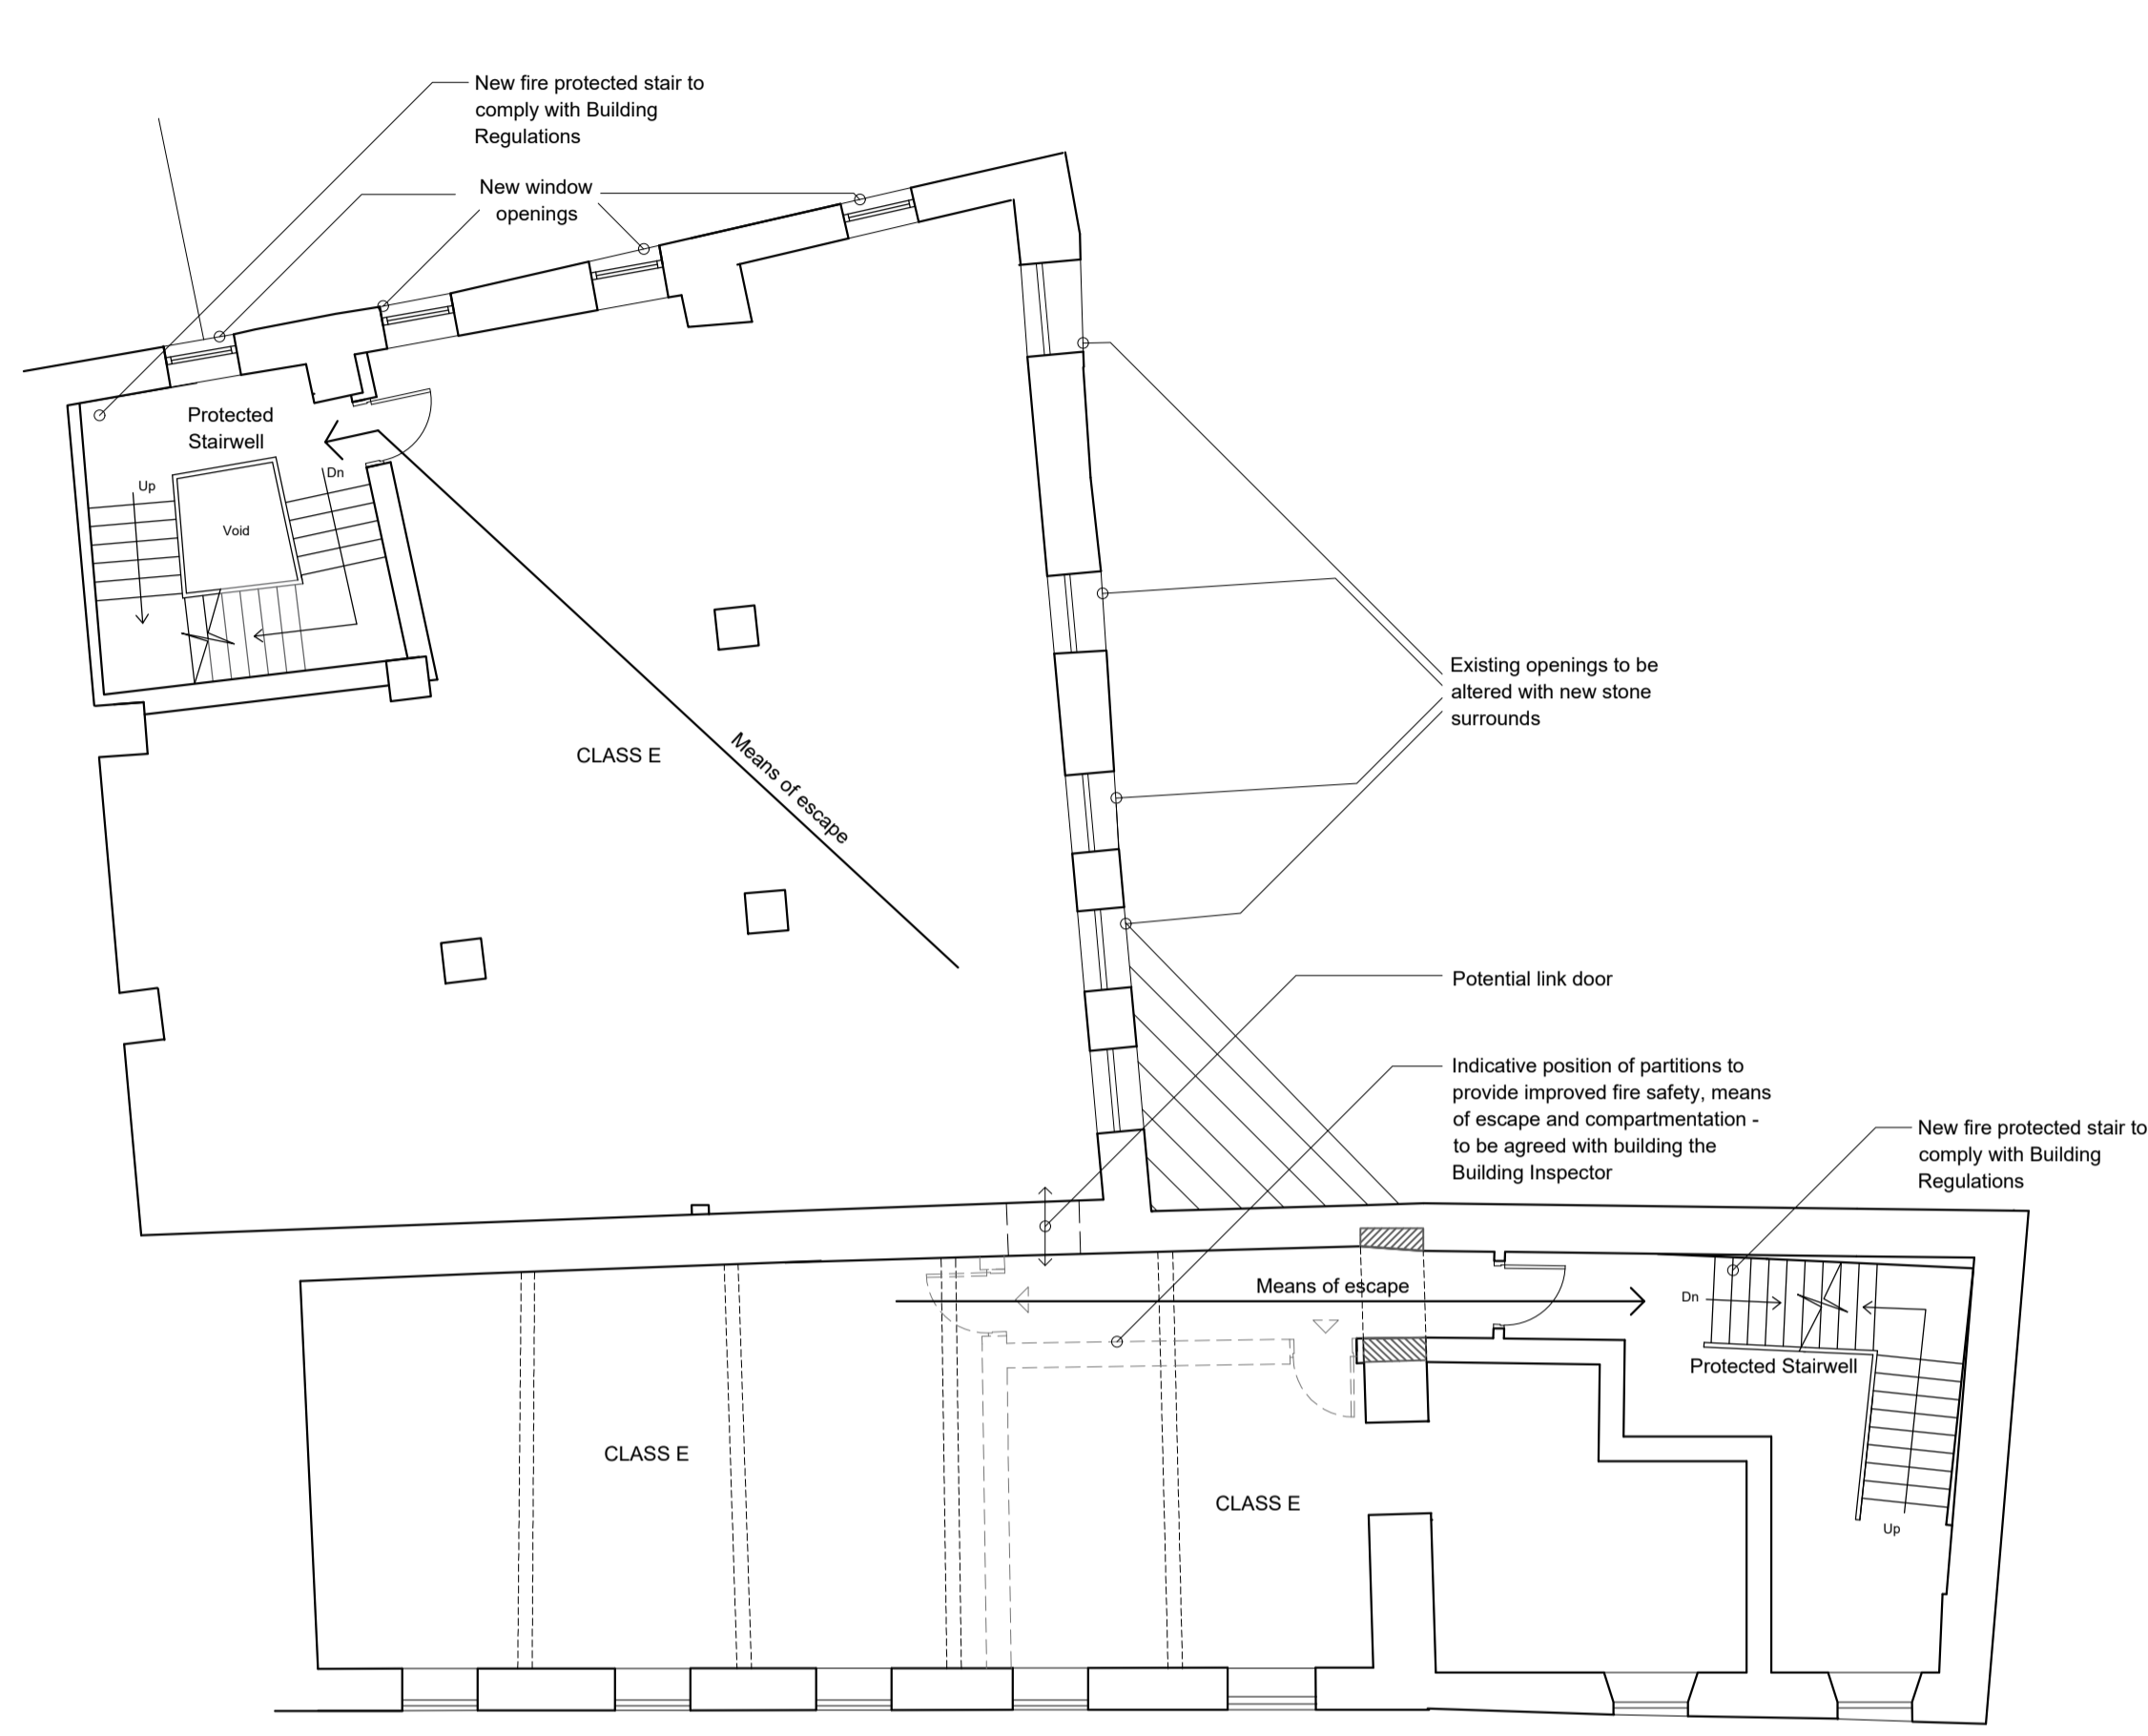 New fire protected stair to
comply with Building
Regulations
New window
openings
Protected
Stairwell
Up
Dn
Void
Existing openings to be
altered with new stone
surrounds
CLASS E
Means of escape
Potential link door
Indicative position of partitions to
provide improved fire safety, means
of escape and compartmentation -
to be agreed with building the
Building Inspector
New fire protected stair to
comply with Building
Regulations
Means of escape
Dn
Protected Stairwell
CLASS E
CLASS E
Up